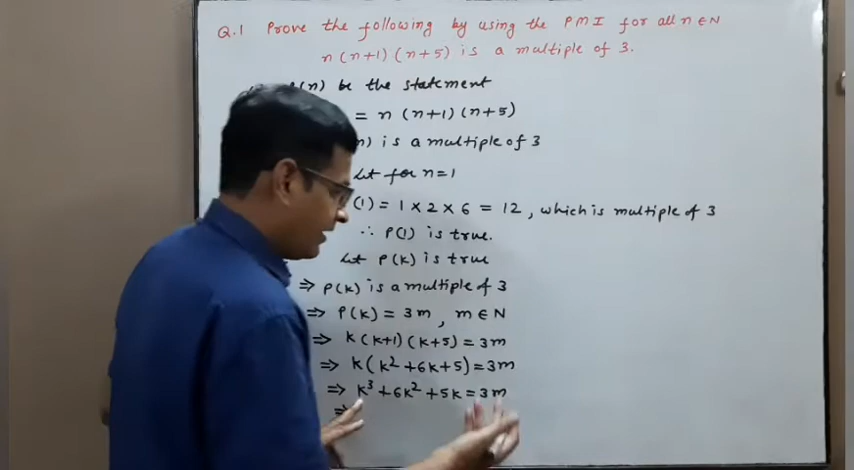 Q.1 Prove the following by using the PMI for all n ∈ N
n (n+1) (n+5) is a multiple of 3.
(n) be the statement
= n (n+1) (n+5)
n) is a multiple of 3
Let for n=1
(1) = 1 × 2 × 6 = 12, which is multiple of 3
∴ P(1) is true.
Let P(k) is true
⇒ P(k) is a multiple of 3
⇒ P(k) = 3m, m ∈ N
⇒ k(k+1) (k+5) = 3m
⇒ k(k² +6k+5) = 3m
⇒ k³ +6k² +5k = 3m
⇒